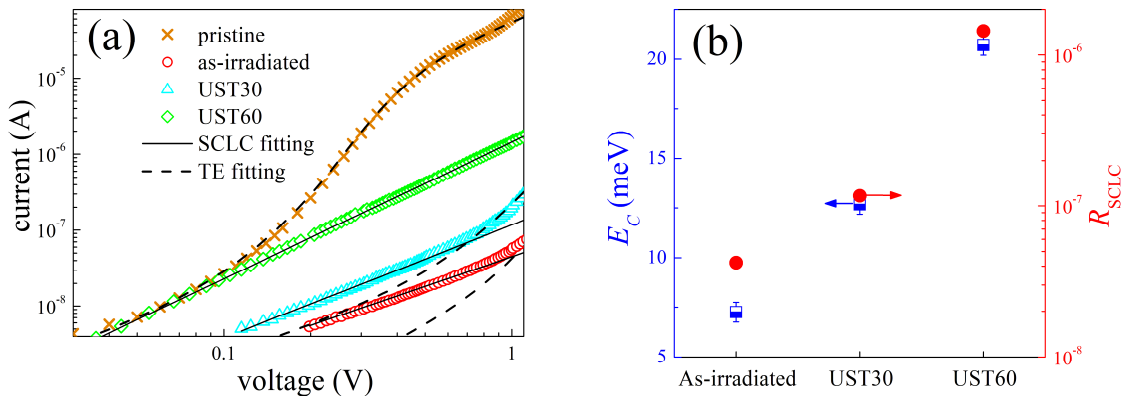 (a)
pristine
as-irradiated
UST30
UST60
SCLC fitting
TE fitting
current (A)
10⁻⁵
10⁻⁶
10⁻⁷
10⁻⁸
0.1
1
voltage (V)
(b)
E_C (meV)
20
15
10
5
R_SCLC
10⁻⁶
10⁻⁷
10⁻⁸
As-irradiated
UST30
UST60